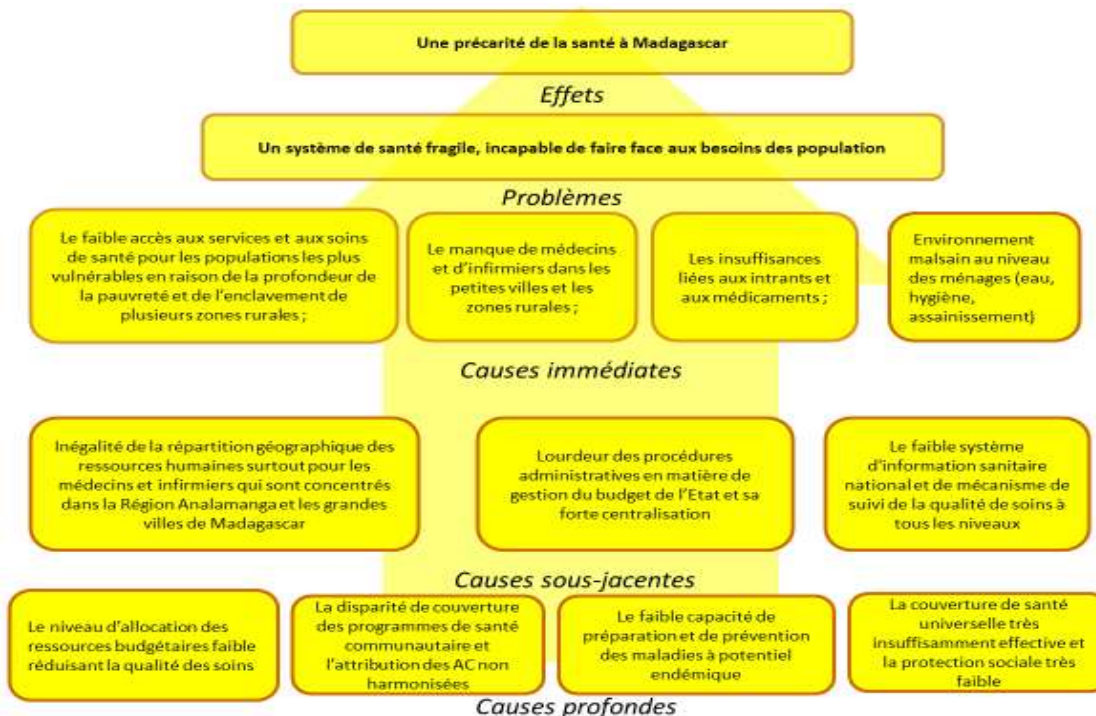 Une précarité de la santé à Madagascar
Effets
Un système de santé fragile, incapable de faire face aux besoins des population
Problèmes
Le faible accès aux services et aux soins
de santé pour les populations les plus
vulnérables en raison de la profondeur de
la pauvreté et de l'enclavement de
plusieurs zones rurales ;
Le manque de médecins
et d'infirmiers dans les
petites villes et les
zones rurales ;
Les insuffisances
liées aux intrants et
aux médicaments ;
Environnement
malsain au niveau
des ménages (eau,
hygiène,
assainissement)
Causes immédiates
Inégalité de la répartition géographique des
ressources humaines surtout pour les
médecins et infirmiers qui sont concentrés
dans la Région Analamanga et les grandes
villes de Madagascar
Lourdeur des procédures
administratives en matière de
gestion du budget de l'Etat et sa
forte centralisation
Le faible système
d'information sanitaire
national et de mécanisme de
suivi de la qualité de soins à
tous les niveaux
Causes sous-jacentes
Le niveau d'allocation des
ressources budgétaires faible
réduisant la qualité des soins
La disparité de couverture
des programmes de santé
communautaire et
l'attribution des AC non
harmonisées
Le faible capacité de
préparation et de prévention
des maladies à potentiel
endémique
La couverture de santé
universelle très
insuffisamment effective et
la protection sociale très
faible
Causes profondes